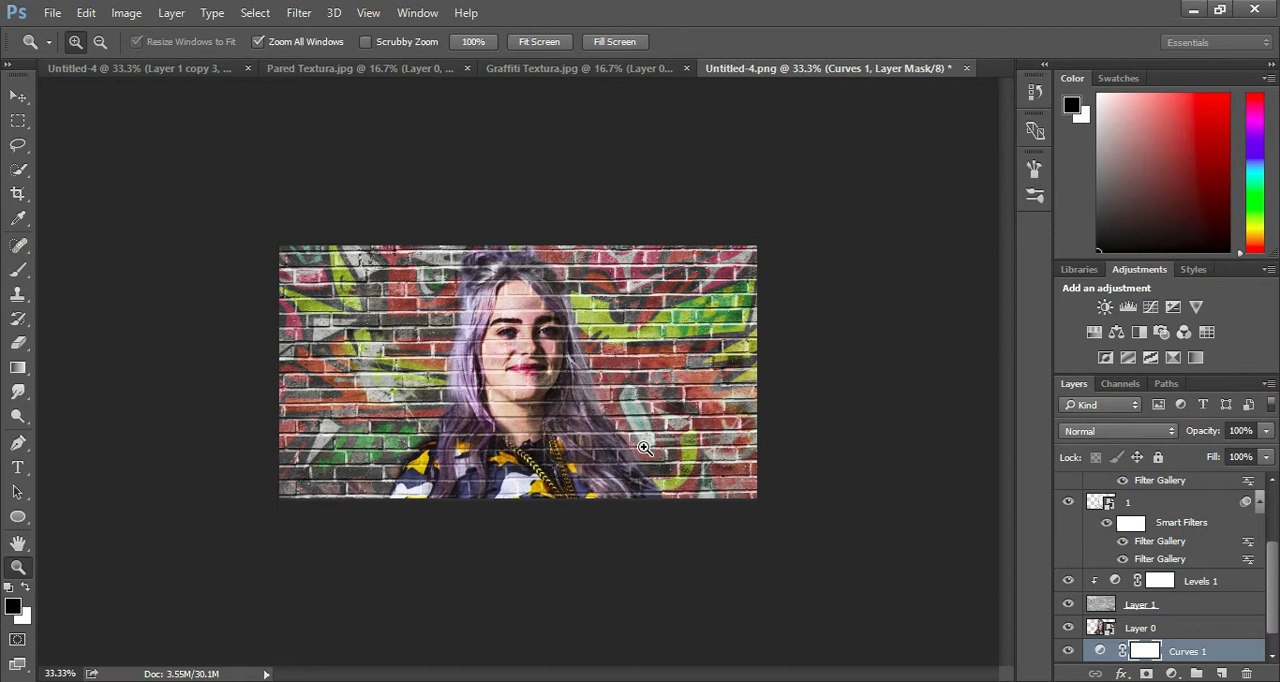 Ps File Edit Image Layer Type Select Filter 3D View Window Help
Resize Windows to Fit Zoom All Windows Scrubby Zoom 100% Fit Screen Fill Screen Essentials
Untitled-4 @ 33.3% (Layer 1 copy 3, ... × Pared Textura.jpg @ 16.7% (Layer 0, ... × Graffiti Textura.jpg @ 16.7% (Layer 0... × Untitled-4.png @ 33.3% (Curves 1, Layer Mask/8) * ×
Color Swatches
Libraries Adjustments Styles
Add an adjustment
Layers Channels Paths
Kind
Normal Opacity: 100%
Lock: Fill: 100%
Filter Gallery
1
Smart Filters
Filter Gallery
Filter Gallery
Levels 1
Layer 1
Layer 0
Curves 1
33.33% Doc: 3.55M/30.1M